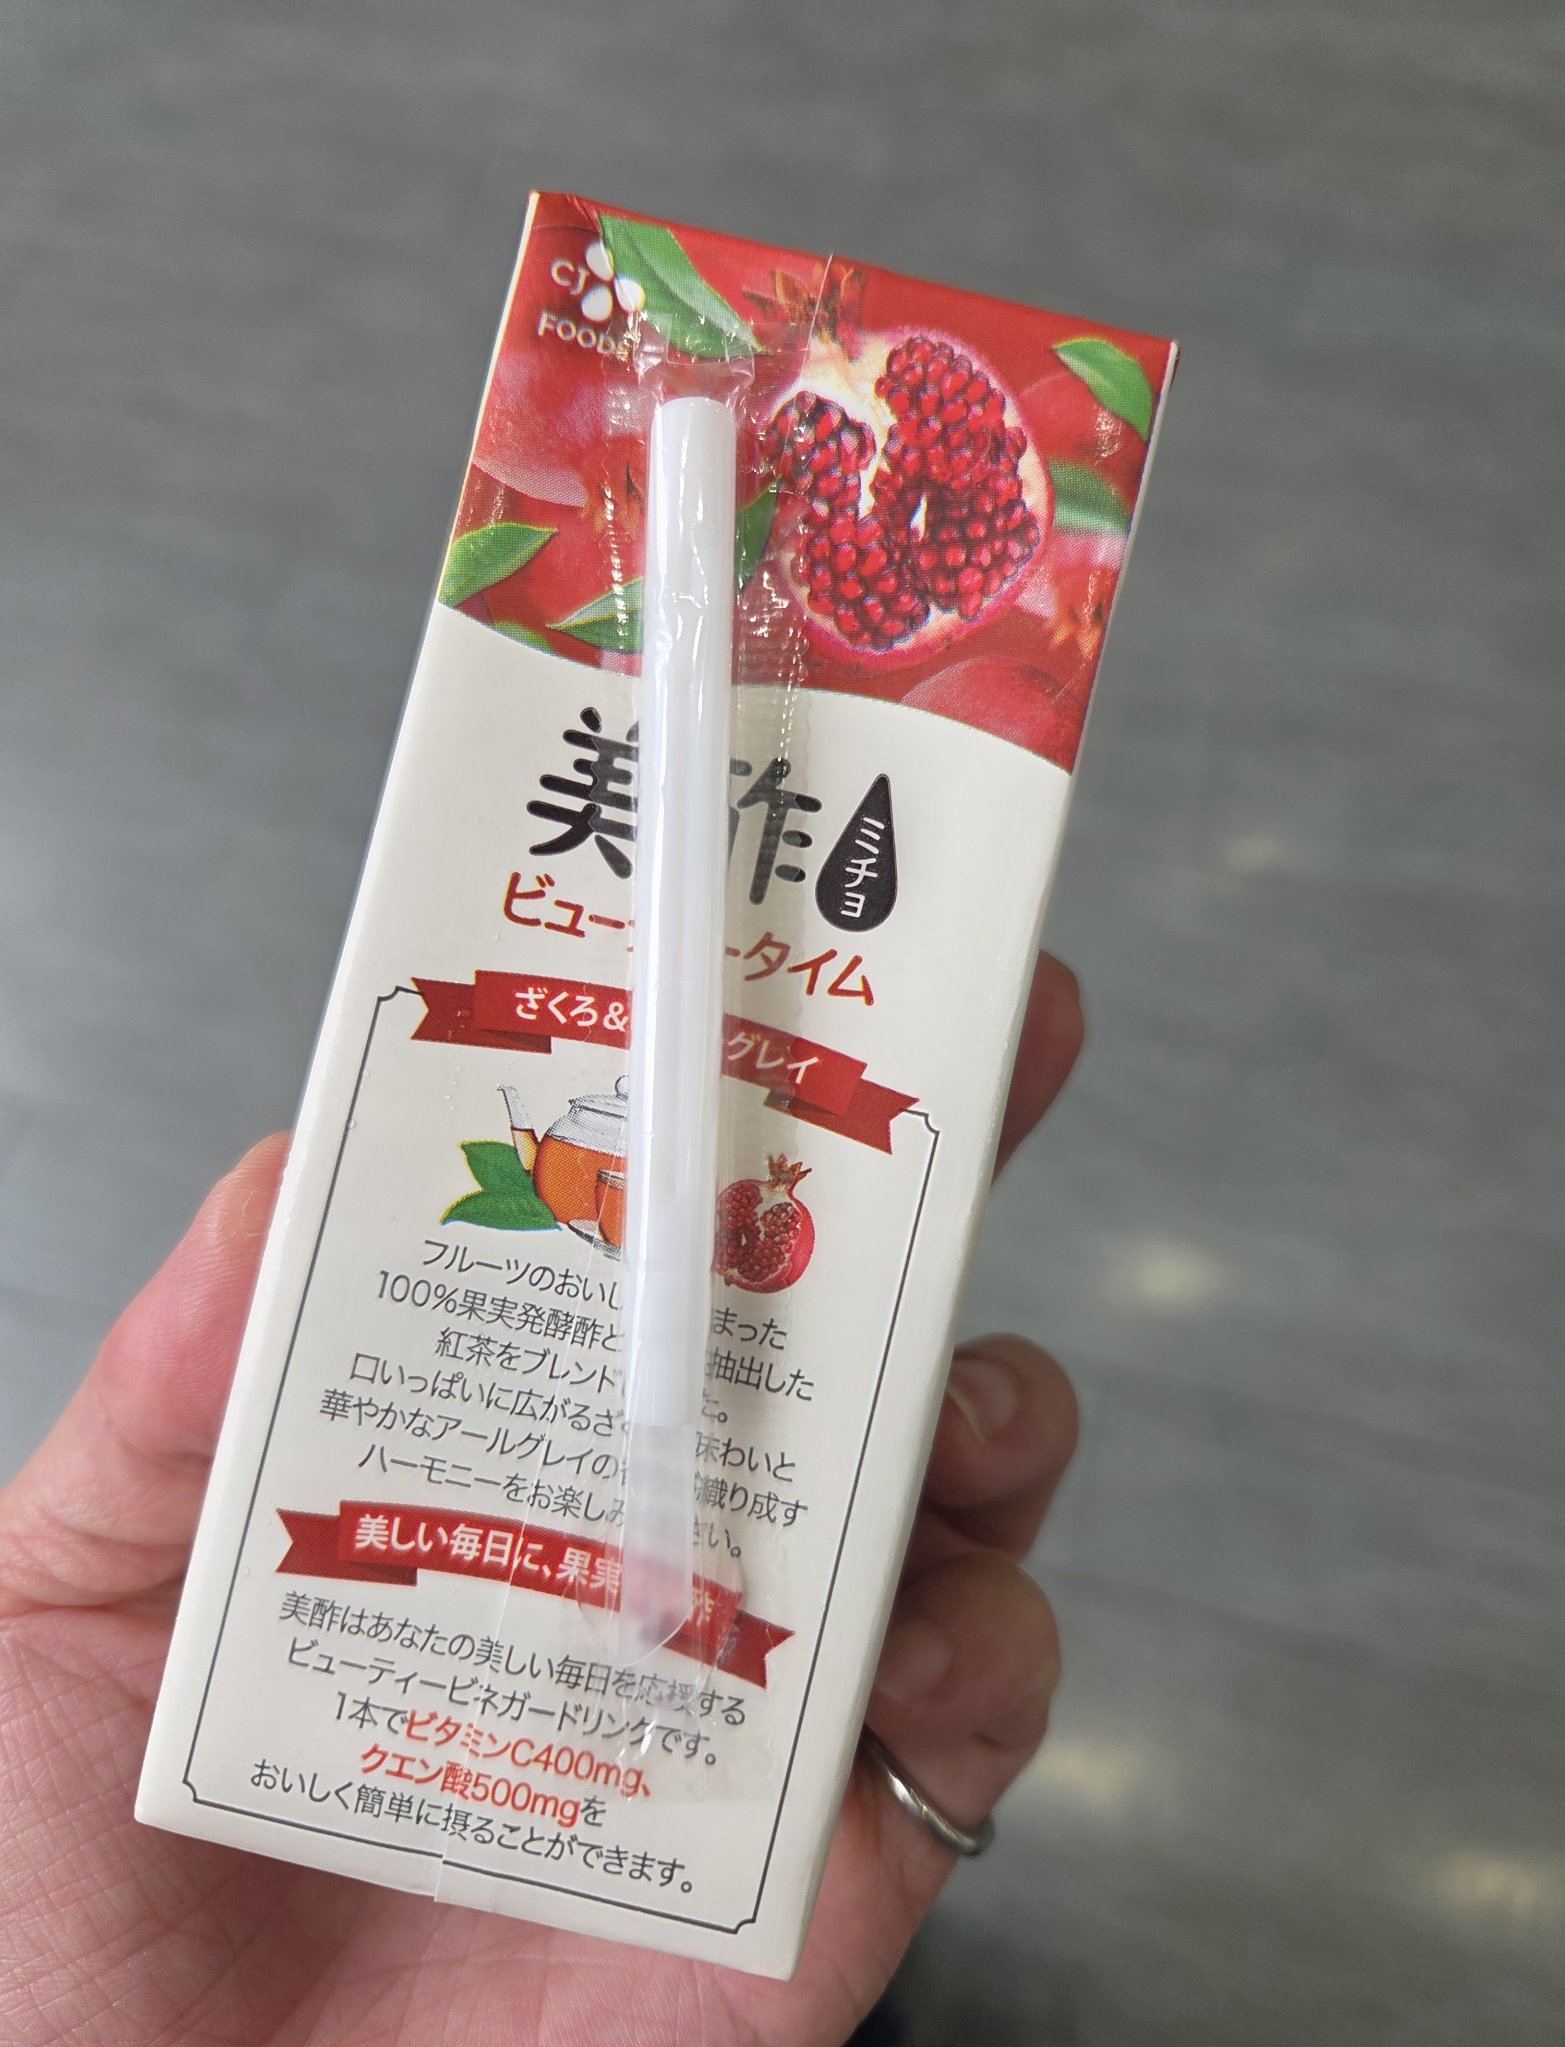 CJ
FOODS
美酢
ミチョ
ビュー タイム
ざくろ& グレイ
フルーツのおいし まった
100%果実発酵酢と 抽出した
紅茶をブレンド た。
口いっぱいに広がるざ 味わいと
華やかなアールグレイの香 織り成す
ハーモニーをお楽しみ さい。
美しい毎日に、果実 酢
美酢はあなたの美しい毎日を応援する
ビューティービネガードリンクです。
1本でビタミンC400mg、
クエン酸500mgを
おいしく簡単に摂ることができます。